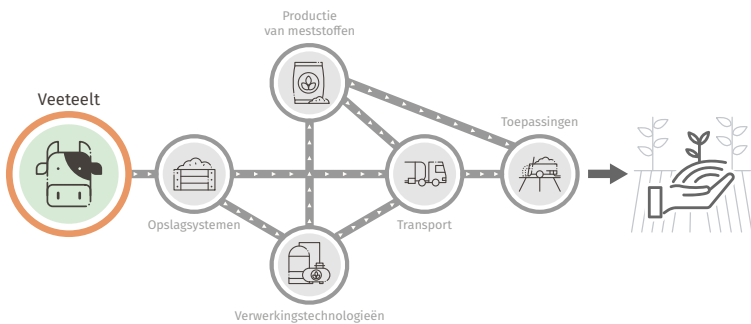 Productie
van meststoffen
Veeteelt
Toepassingen
Opslagsystemen
Transport
Verwerkingstechnologieën